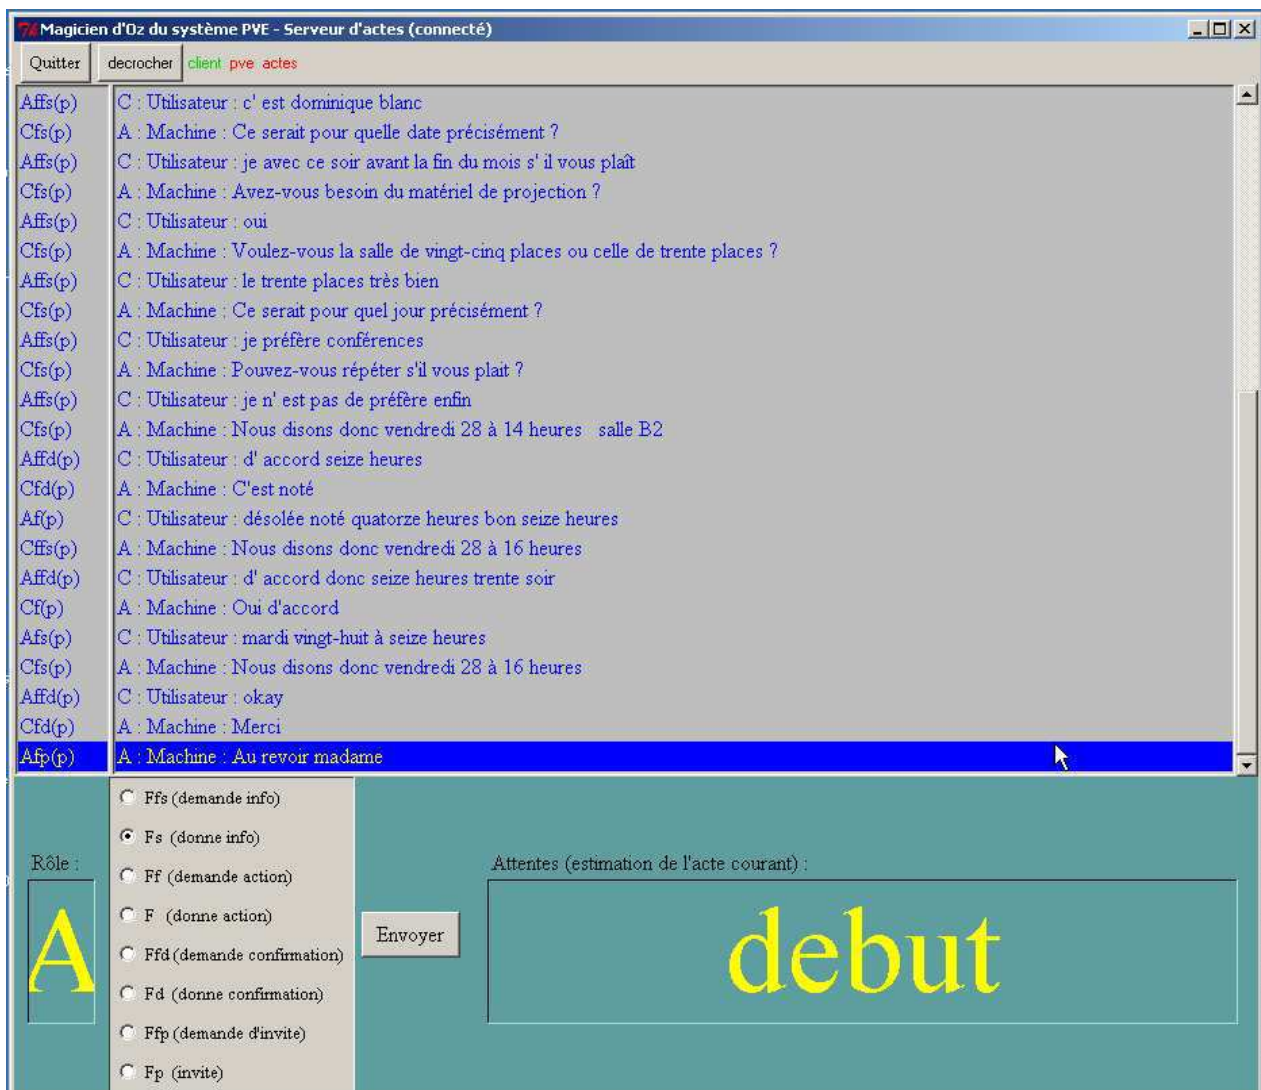 Magicien d'Oz du système PVE - Serveur d'actes (connecté)
Quitter decrocher client pve actes
Affs(p) C : Utilisateur : c' est dominique blanc
Cfs(p) A : Machine : Ce serait pour quelle date précisément ?
Affs(p) C : Utilisateur : je avec ce soir avant la fin du mois s' il vous plaît
Cfs(p) A : Machine : Avez-vous besoin du matériel de projection ?
Affs(p) C : Utilisateur : oui
Cfs(p) A : Machine : Voulez-vous la salle de vingt-cinq places ou celle de trente places ?
Affs(p) C : Utilisateur : le trente places très bien
Cfs(p) A : Machine : Ce serait pour quel jour précisément ?
Affs(p) C : Utilisateur : je préfère conférences
Cfs(p) A : Machine : Pouvez-vous répéter s'il vous plait ?
Affs(p) C : Utilisateur : je n' est pas de préfère enfin
Cfs(p) A : Machine : Nous disons donc vendredi 28 à 14 heures salle B2
Affd(p) C : Utilisateur : d' accord seize heures
Cfd(p) A : Machine : C'est noté
Af(p) C : Utilisateur : désolée noté quatorze heures bon seize heures
Cffs(p) A : Machine : Nous disons donc vendredi 28 à 16 heures
Affd(p) C : Utilisateur : d' accord donc seize heures trente soir
Cf(p) A : Machine : Oui d'accord
Afs(p) C : Utilisateur : mardi vingt-huit à seize heures
Cfs(p) A : Machine : Nous disons donc vendredi 28 à 16 heures
Affd(p) C : Utilisateur : okay
Cfd(p) A : Machine : Merci
Afp(p) A : Machine : Au revoir madame
Rôle :
A
Ffs (demande info)
Fs (donne info)
Ff (demande action)
F (donne action)
Ffd (demande confirmation)
Fd (donne confirmation)
Ffp (demande d'invite)
Fp (invite)
Envoyer
Attentes (estimation de l'acte courant) :
debut